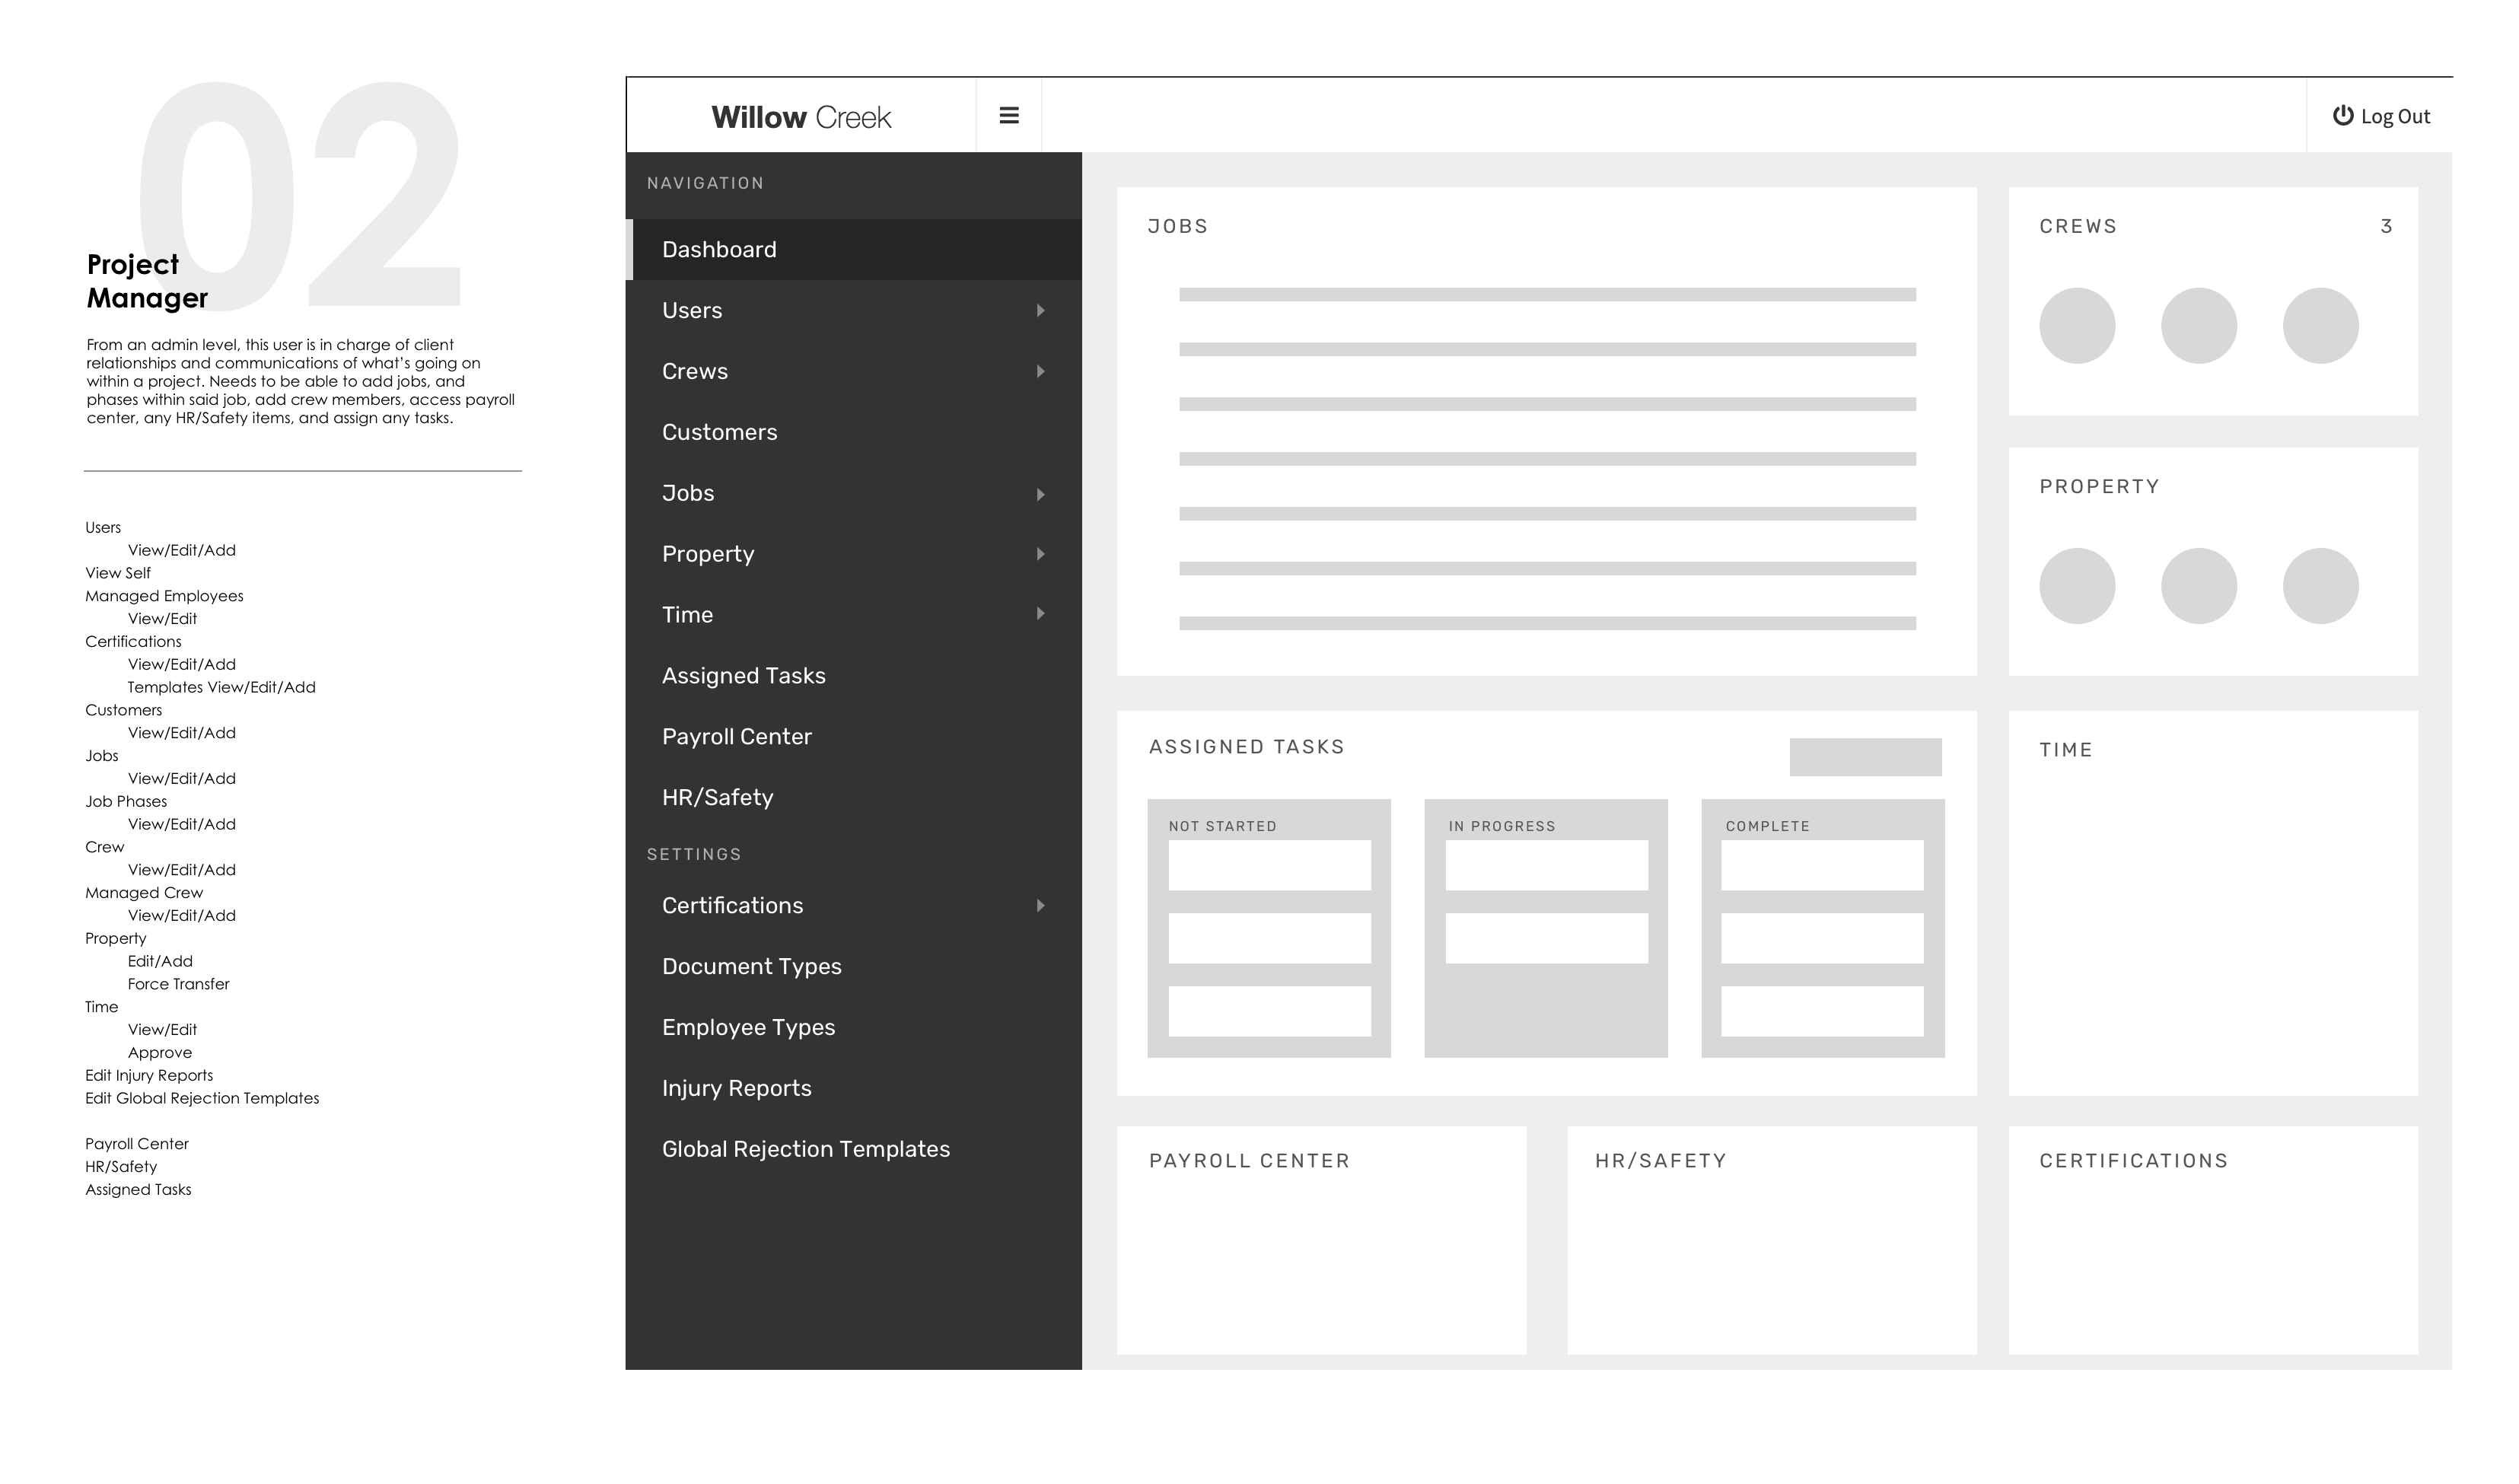 02
Project
Manager
From an admin level, this user is in charge of client
relationships and communications of what's going on
within a project. Needs to be able to add jobs, and
phases within said job, add crew members, access payroll
center, any HR/Safety items, and assign any tasks.
Users
View/Edit/Add
View Self
Managed Employees
View/Edit
Certifications
View/Edit/Add
Templates View/Edit/Add
Customers
View/Edit/Add
Jobs
View/Edit/Add
Job Phases
View/Edit/Add
Crew
View/Edit/Add
Managed Crew
View/Edit/Add
Property
Edit/Add
Force Transfer
Time
View/Edit
Approve
Edit Injury Reports
Edit Global Rejection Templates
Payroll Center
HR/Safety
Assigned Tasks
Willow Creek
Log Out
NAVIGATION
Dashboard
Users
Crews
Customers
Jobs
Property
Time
Assigned Tasks
Payroll Center
HR/Safety
SETTINGS
Certifications
Document Types
Employee Types
Injury Reports
Global Rejection Templates
JOBS
CREWS 3
PROPERTY
ASSIGNED TASKS
NOT STARTED
IN PROGRESS
COMPLETE
TIME
PAYROLL CENTER
HR/SAFETY
CERTIFICATIONS